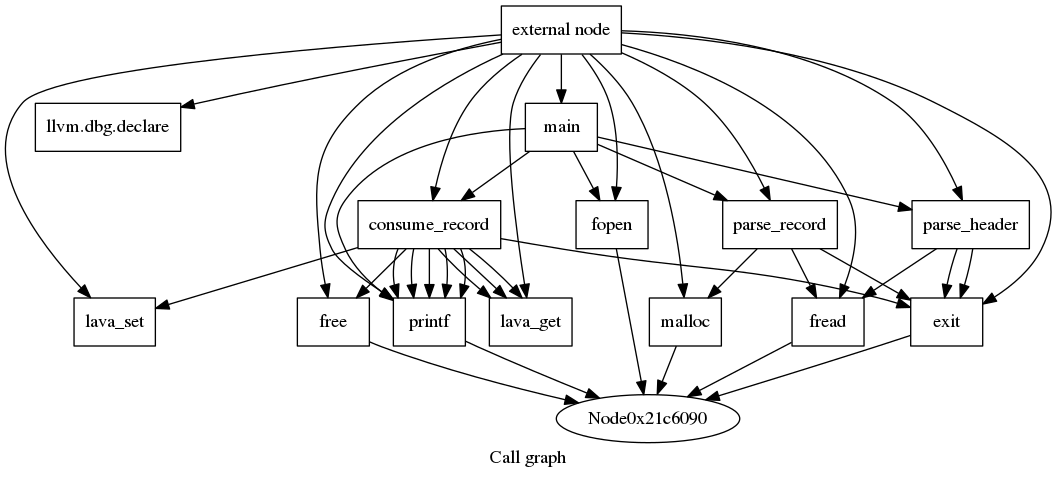 external node
llvm.dbg.declare
main
consume_record
fopen
parse_record
parse_header
lava_set
free
printf
lava_get
malloc
fread
exit
Node0x21c6090
Call graph